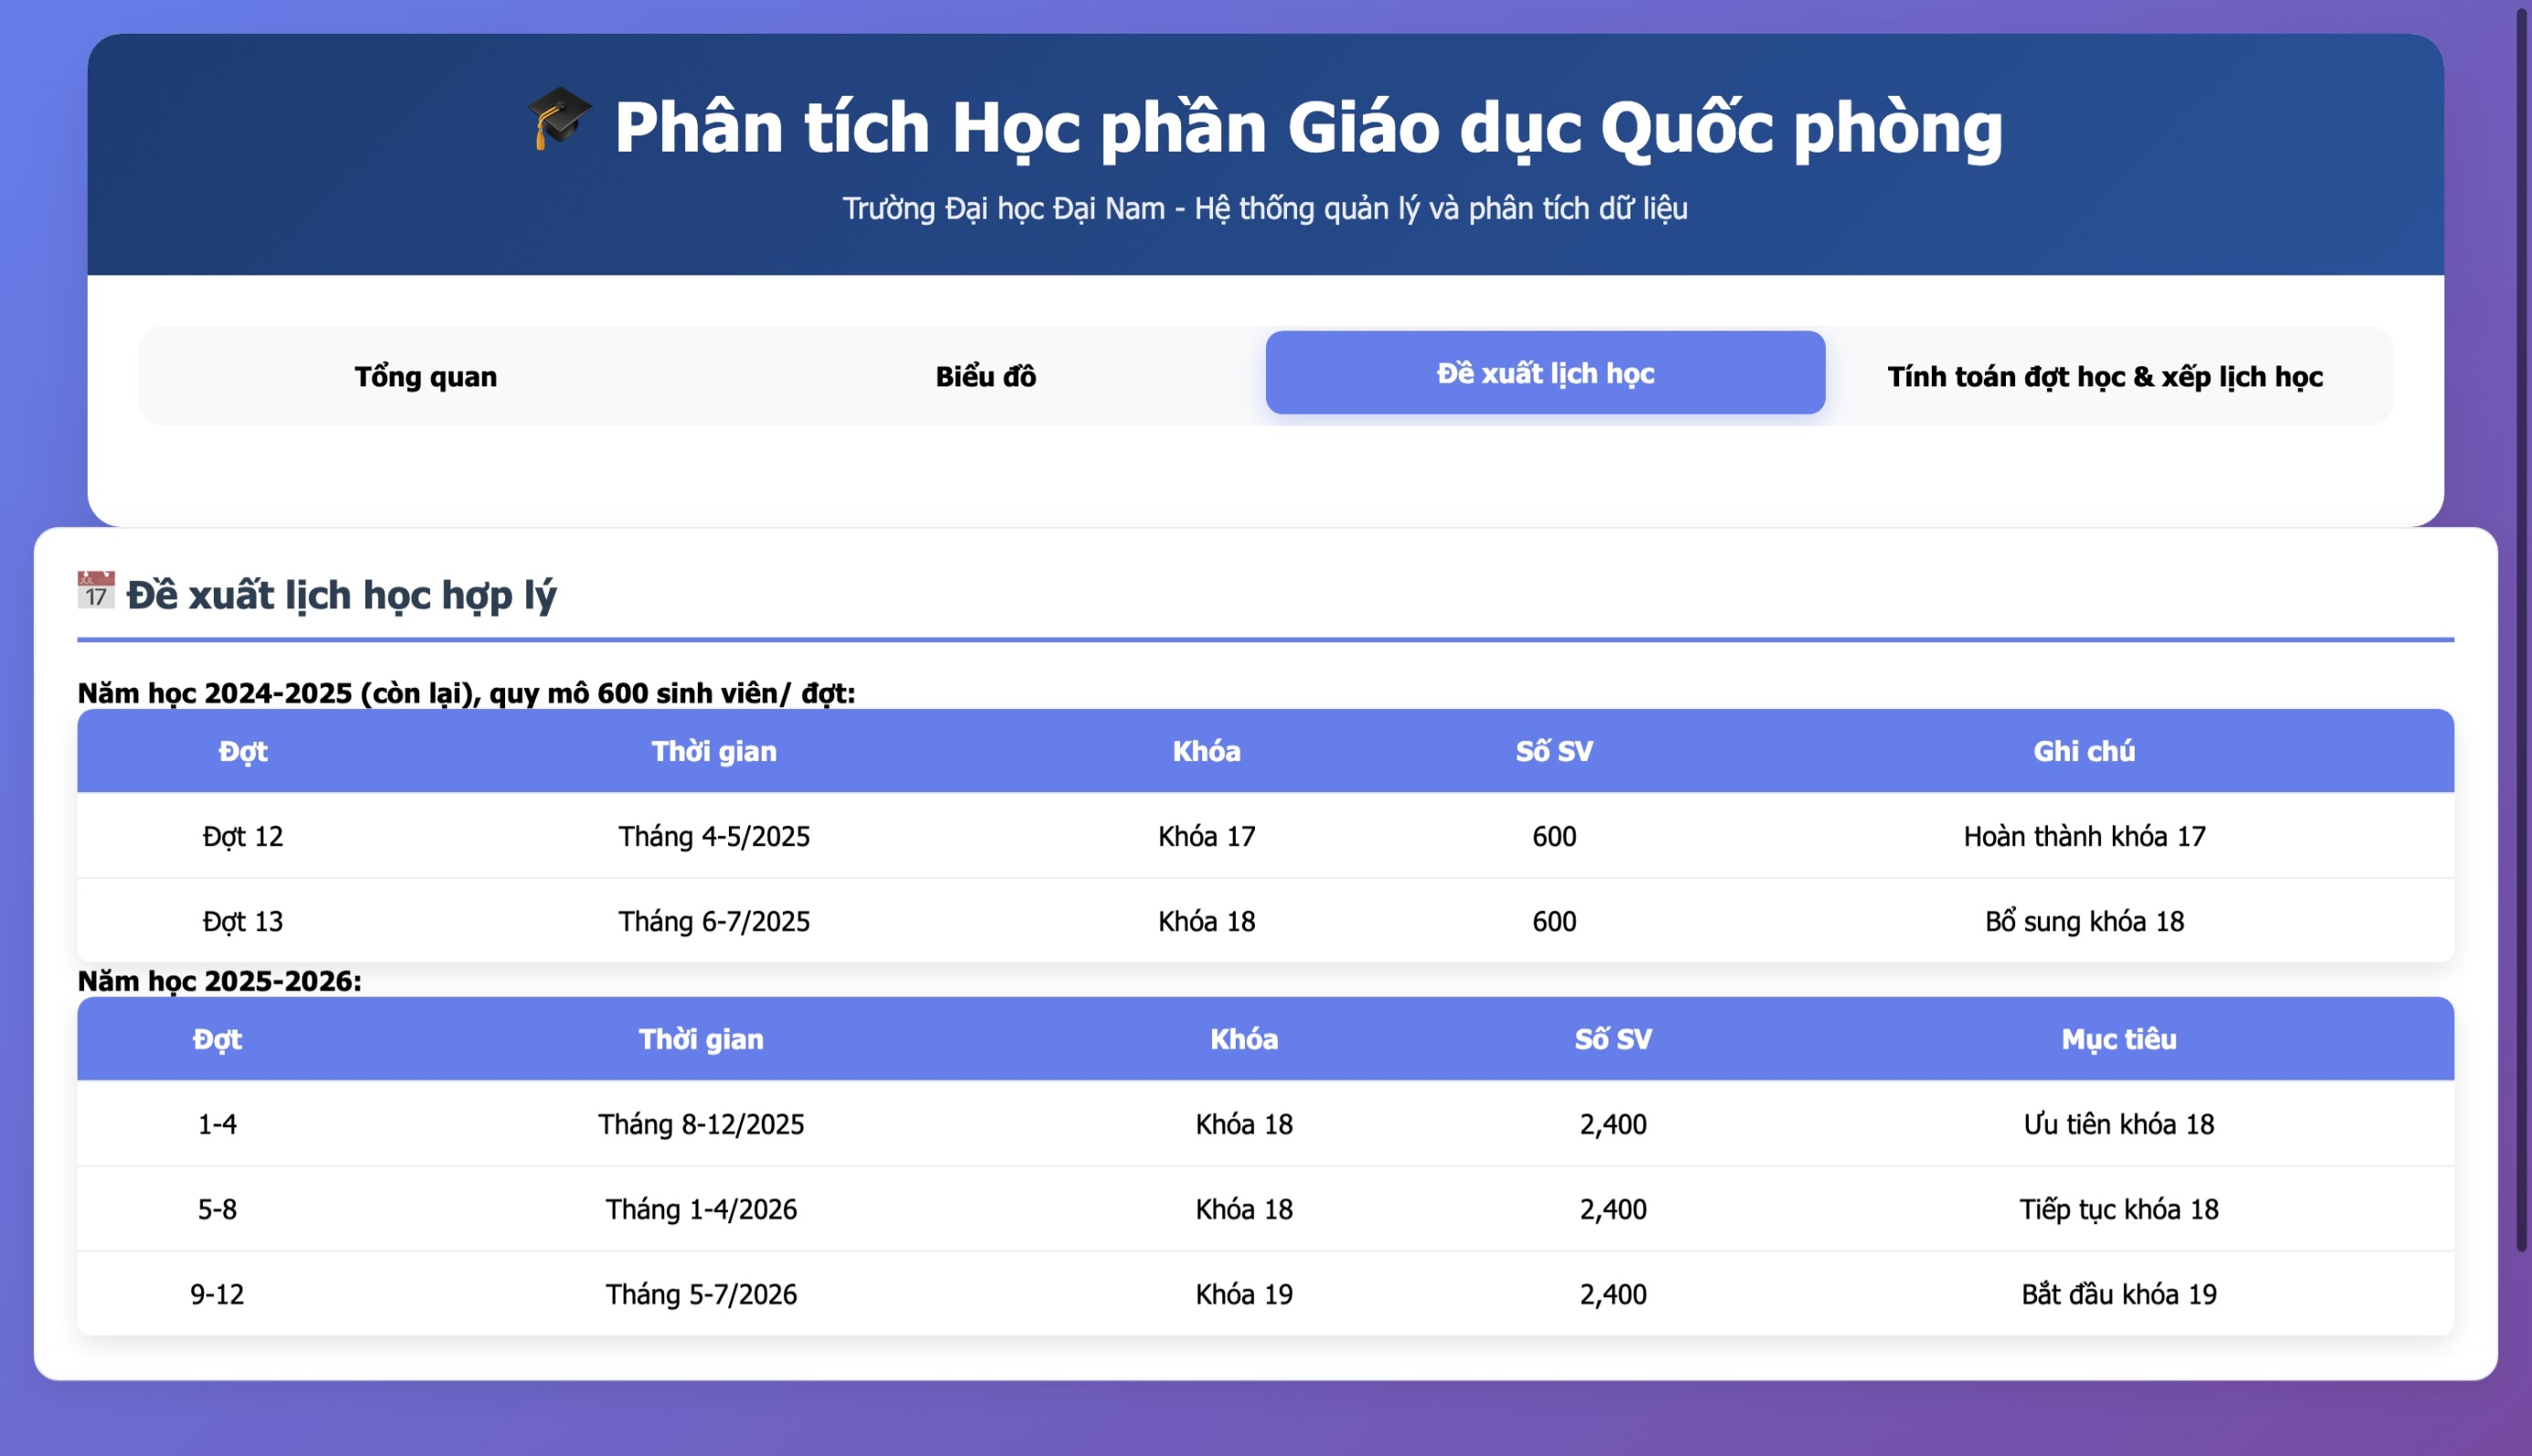 Phân tích Học phần Giáo dục Quốc phòng
Trường Đại học Đại Nam - Hệ thống quản lý và phân tích dữ liệu
Tổng quan Biểu đồ Đề xuất lịch học Tính toán đợt học & xếp lịch học
JUL 17 Đề xuất lịch học hợp lý
Năm học 2024-2025 (còn lại), quy mô 600 sinh viên/ đợt:
Đợt Thời gian Khóa Số SV Ghi chú
Đợt 12 Tháng 4-5/2025 Khóa 17 600 Hoàn thành khóa 17
Đợt 13 Tháng 6-7/2025 Khóa 18 600 Bổ sung khóa 18
Năm học 2025-2026:
Đợt Thời gian Khóa Số SV Mục tiêu
1-4 Tháng 8-12/2025 Khóa 18 2,400 Ưu tiên khóa 18
5-8 Tháng 1-4/2026 Khóa 18 2,400 Tiếp tục khóa 18
9-12 Tháng 5-7/2026 Khóa 19 2,400 Bắt đầu khóa 19